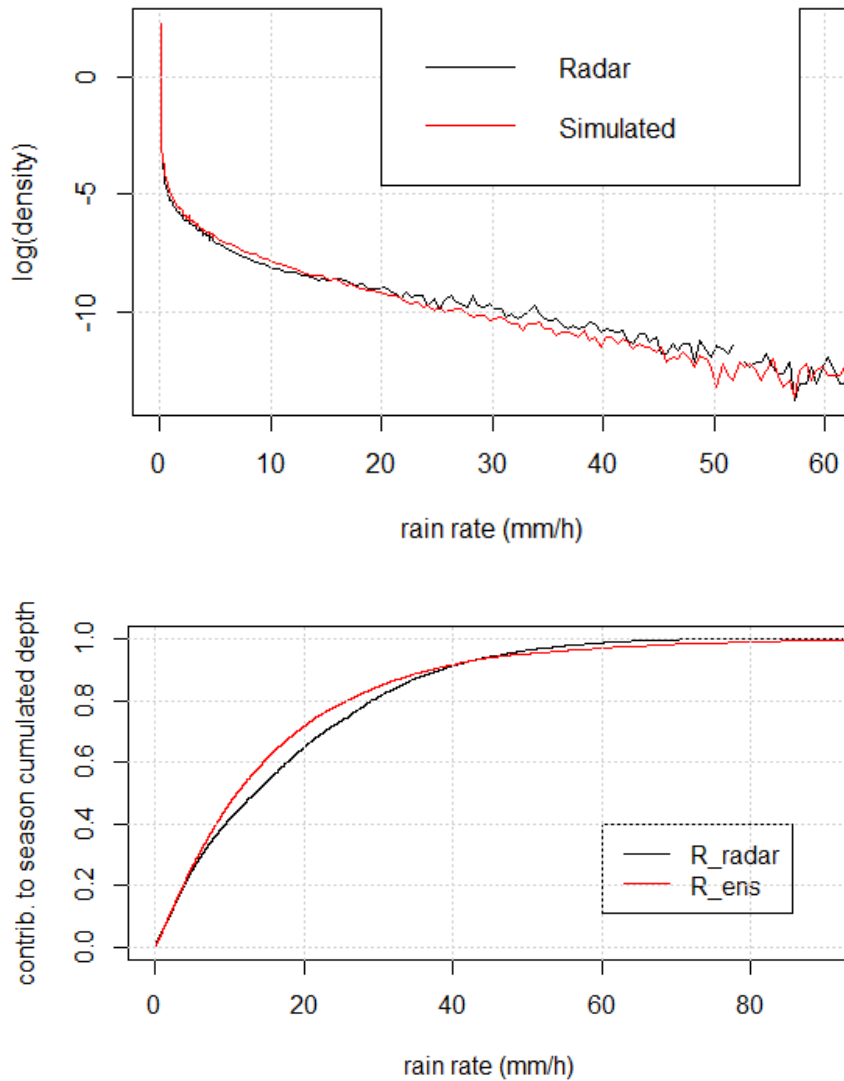 Radar
Simulated
log(density)
0
-5
-10
0 10 20 30 40 50 60
rain rate (mm/h)
contrib. to season cumulated depth
1.0
0.8
0.6
0.4
0.2
0.0
R_radar
R_ens
0 20 40 60 80
rain rate (mm/h)